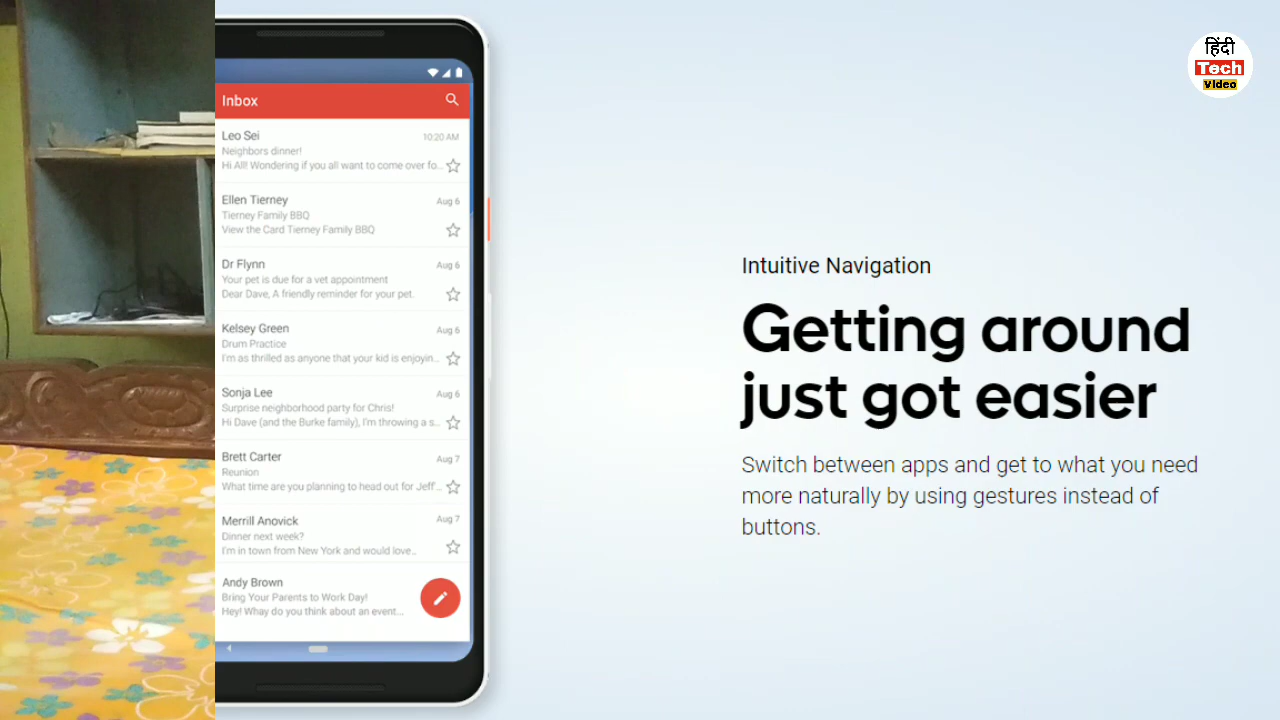 हिंदी
Tech
Video
Inbox
Leo Sei
10:20 AM
Neighbors dinner!
Hi All! Wondering if you all want to come over fo...
Ellen Tierney
Aug 6
Tierney Family BBQ
View the Card Tierney Family BBQ
Dr Flynn
Aug 6
Your pet is due for a vet appointment
Dear Dave, A friendly reminder for your pet.
Kelsey Green
Aug 6
Drum Practice
I'm as thrilled as anyone that your kid is enjoyin...
Sonja Lee
Aug 6
Surprise neighborhood party for Chris!
Hi Dave (and the Burke family), I'm throwing a s...
Brett Carter
Aug 7
Reunion
What time are you planning to head out for Jeff'...
Merrill Anovick
Aug 7
Dinner next week?
I'm in town from New York and would love...
Andy Brown
Bring Your Parents to Work Day!
Hey! Whay do you think about an event...
Intuitive Navigation
Getting around
just got easier
Switch between apps and get to what you need
more naturally by using gestures instead of
buttons.